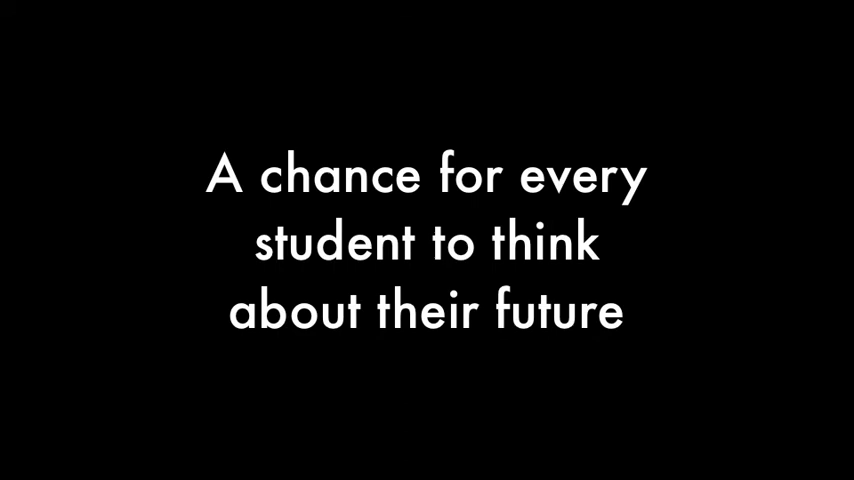 A chance for every
student to think
about their future